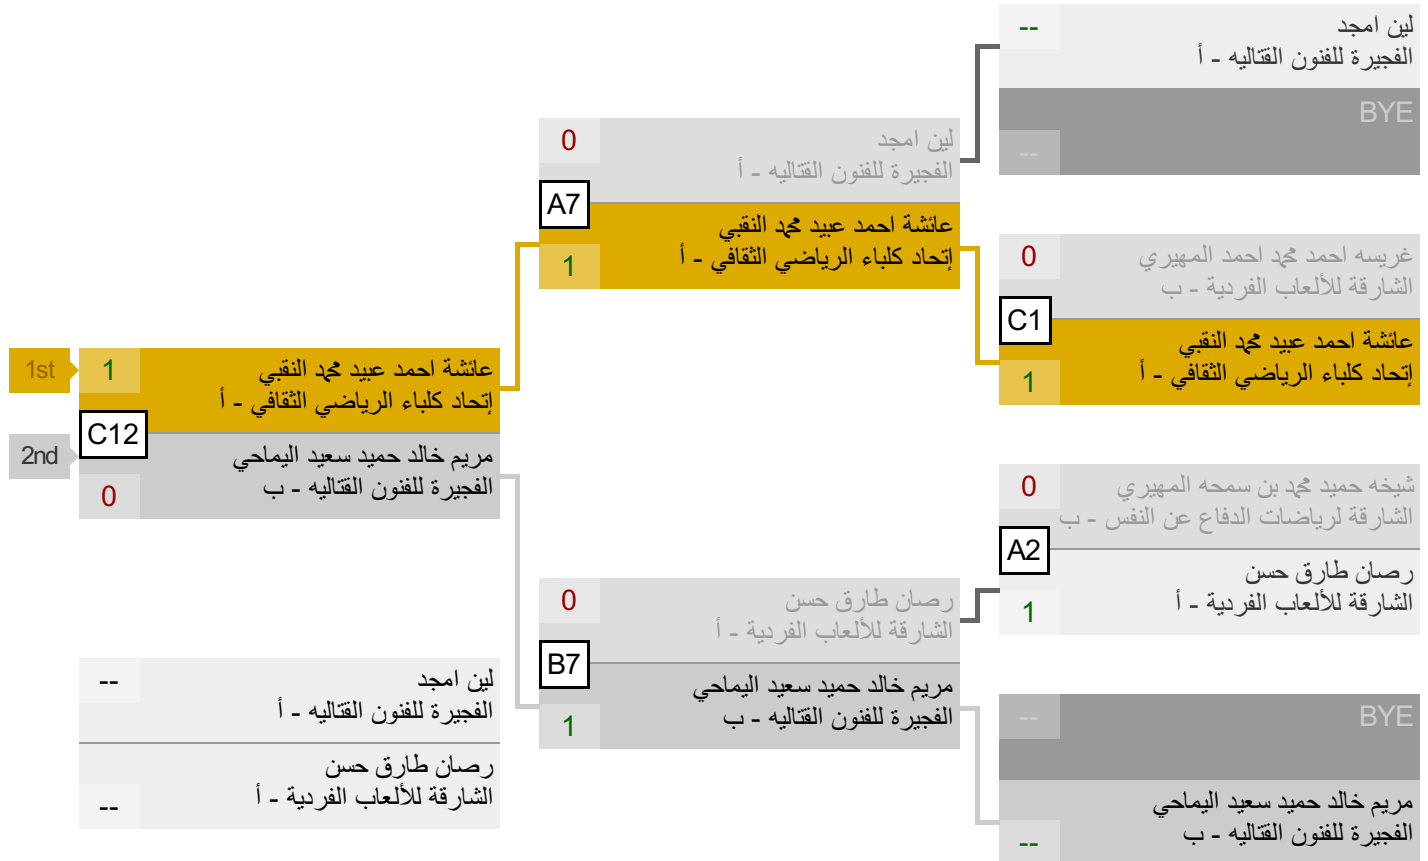 --
لين امجد
الفجيرة للفنون القتاليه - أ
BYE
--
0
لين امجد
الفجيرة للفنون القتاليه - أ
A7
عائشة احمد عبيد محمد النقبي
إتحاد كلباء الرياضي الثقافي - أ
1
0
غريسه احمد محمد احمد المهيري
الشارقة للألعاب الفردية - ب
C1
عائشة احمد عبيد محمد النقبي
إتحاد كلباء الرياضي الثقافي - أ
1
1st
1
عائشة احمد عبيد محمد النقبي
إتحاد كلباء الرياضي الثقافي - أ
C12
2nd
مريم خالد حميد سعيد اليماحي
الفجيرة للفنون القتاليه - ب
0
0
شيخه حميد محمد بن سمحه المهيري
الشارقة لرياضات الدفاع عن النفس - ب
A2
رصان طارق حسن
الشارقة للألعاب الفردية - أ
1
0
رصان طارق حسن
الشارقة للألعاب الفردية - أ
B7
مريم خالد حميد سعيد اليماحي
الفجيرة للفنون القتاليه - ب
1
--
لين امجد
الفجيرة للفنون القتاليه - أ
رصان طارق حسن
الشارقة للألعاب الفردية - أ
--
--
BYE
مريم خالد حميد سعيد اليماحي
الفجيرة للفنون القتاليه - ب
--